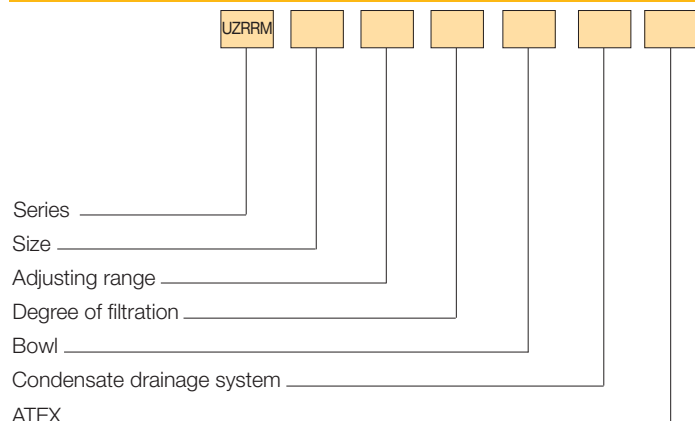 UZRRM
Series
Size
Adjusting range
Degree of filtration
Bowl
Condensate drainage system
ATEX